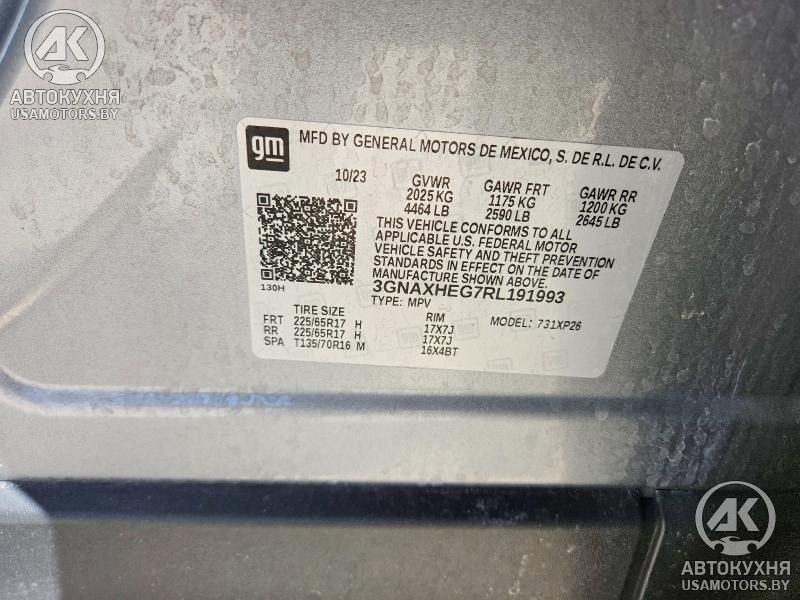 AK
АВТОКУХНЯ
USAMOTORS.BY
gm MFD BY GENERAL MOTORS DE MEXICO, S. DE R.L. DE C.V.
10/23 GVWR GAWR FRT GAWR RR
2025 KG 1175 KG 1200 KG
4464 LB 2590 LB 2645 LB
THIS VEHICLE CONFORMS TO ALL
APPLICABLE U.S. FEDERAL MOTOR
VEHICLE SAFETY AND THEFT PREVENTION
STANDARDS IN EFFECT ON THE DATE OF
MANUFACTURE SHOWN ABOVE.
130H
3GNAXHEG7RL191993
TYPE: MPV
TIRE SIZE RIM MODEL: 731XP26
FRT 225/65R17 H 17X7J
RR 225/65R17 H 17X7J
SPA T135/70R16 M 16X4BT
AK
АВТОКУХНЯ
USAMOTORS.BY